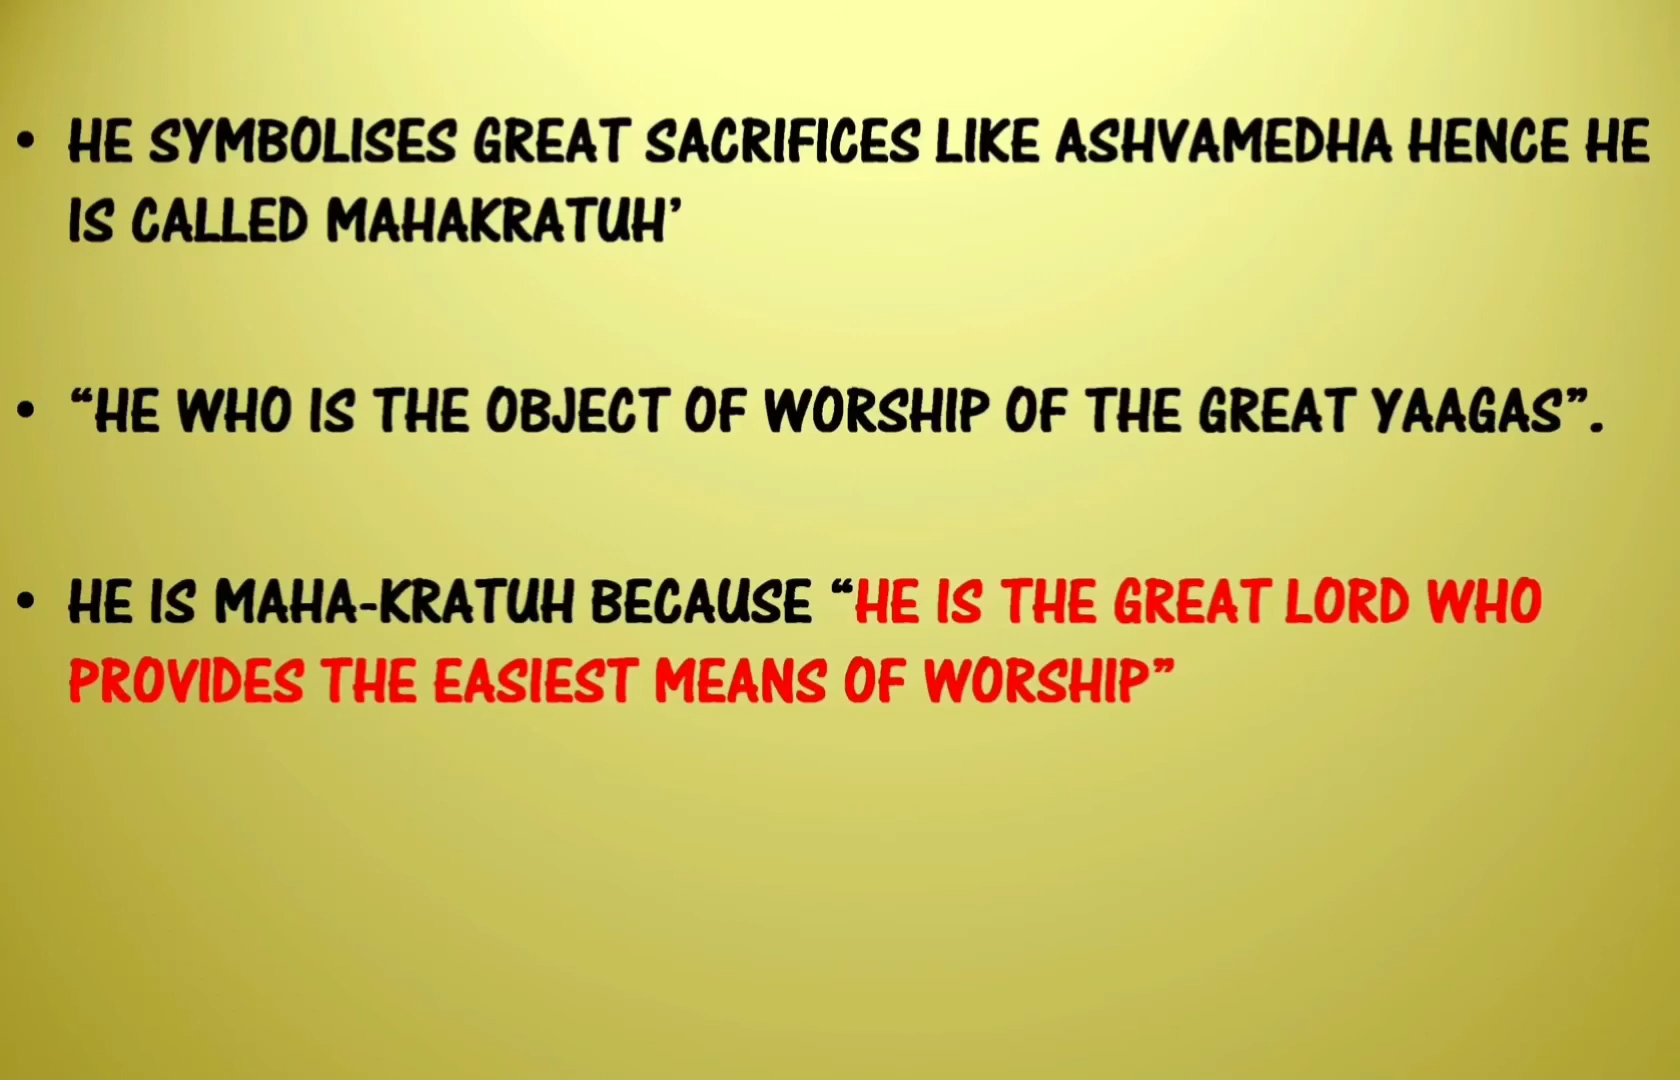 • HE SYMBOLISES GREAT SACRIFICES LIKE ASHVAMEDHA HENCE HE
IS CALLED MAHAKRATUH’
• “HE WHO IS THE OBJECT OF WORSHIP OF THE GREAT YAAGAS”.
• HE IS MAHA-KRATUH BECAUSE “HE IS THE GREAT LORD WHO
PROVIDES THE EASIEST MEANS OF WORSHIP”